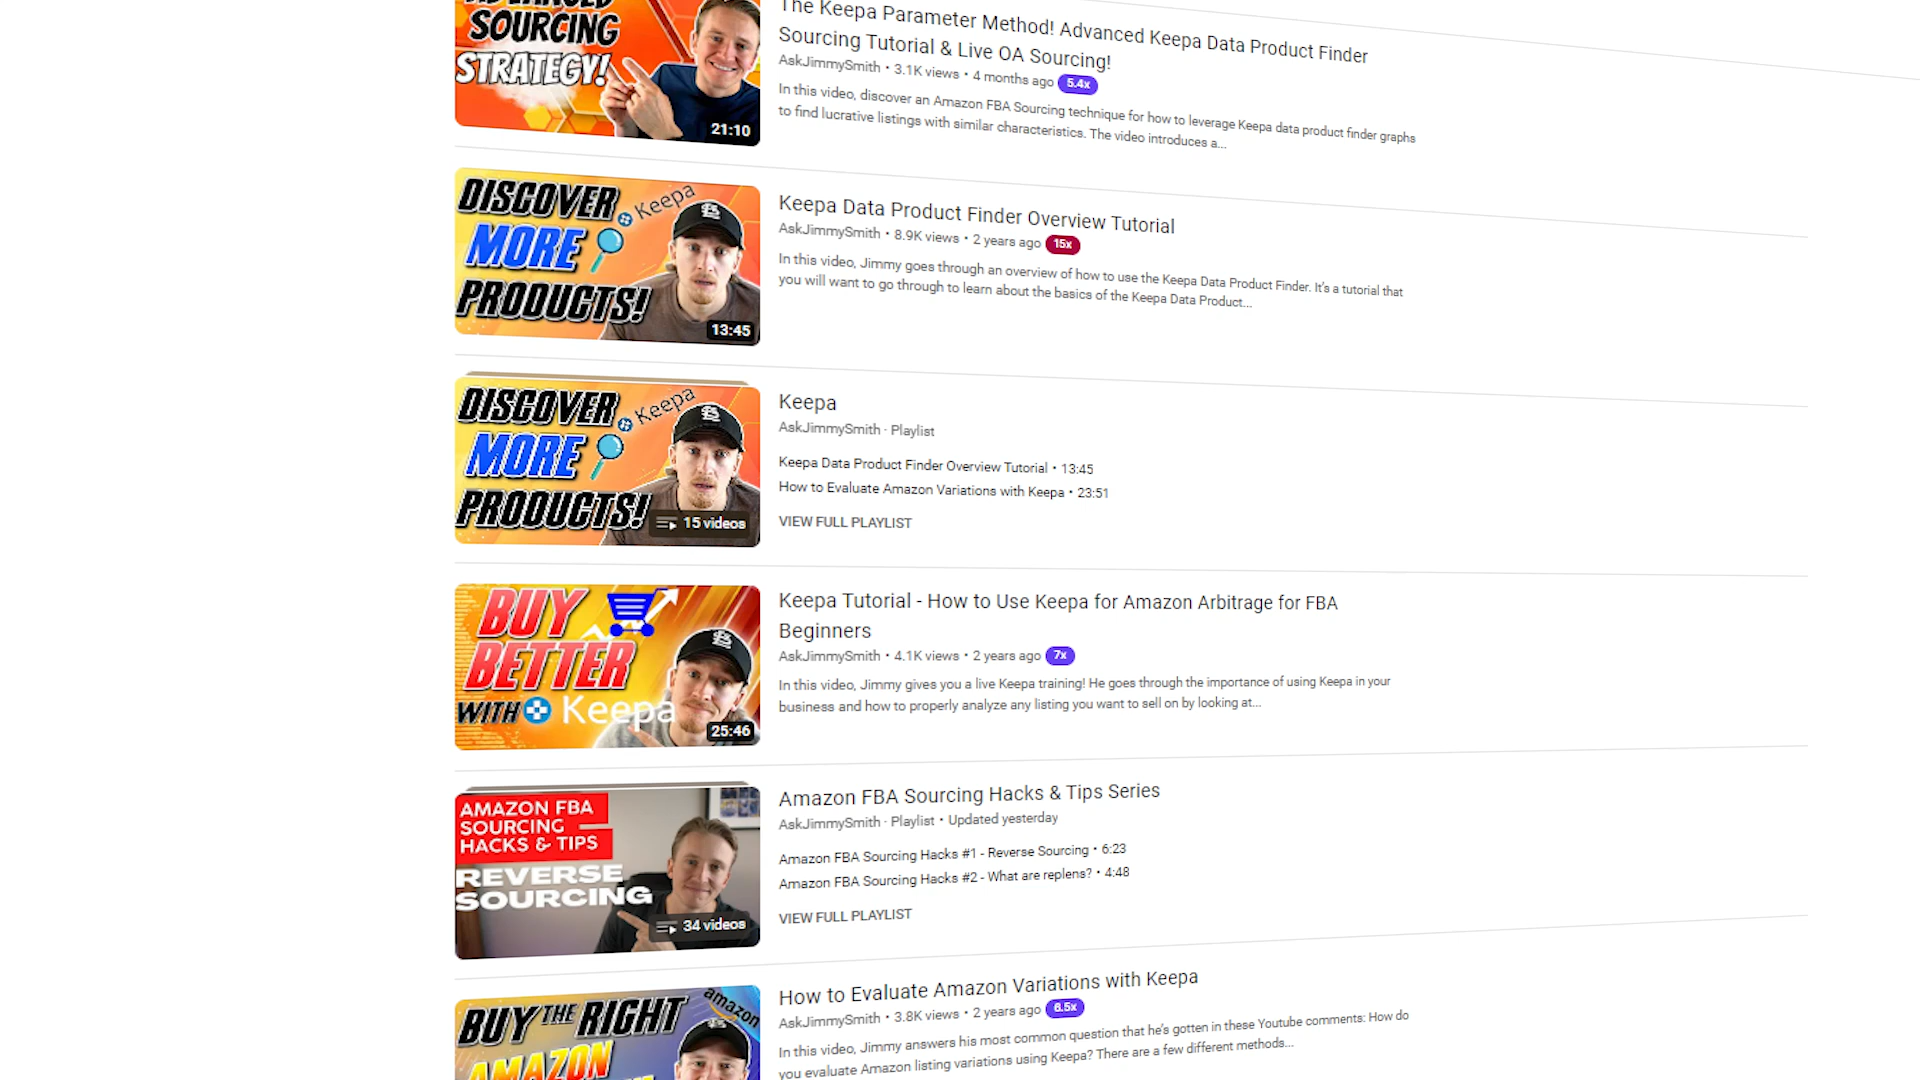 ADVANCED
SOURCING
STRATEGY!
21:10
The Keepa Parameter Method! Advanced Keepa Data Product Finder
Sourcing Tutorial & Live OA Sourcing!
AskJimmySmith • 3.1K views • 4 months ago 5.4x
In this video, discover an Amazon FBA Sourcing technique for how to leverage Keepa data product finder graphs
to find lucrative listings with similar characteristics. The video introduces a...
DISCOVER
Keepa
MORE
PRODUCTS!
13:45
Keepa Data Product Finder Overview Tutorial
AskJimmySmith • 8.9K views • 2 years ago 15x
In this video, Jimmy goes through an overview of how to use the Keepa Data Product Finder. It's a tutorial that
you will want to go through to learn about the basics of the Keepa Data Product...
DISCOVER
Keepa
MORE
PRODUCTS!
15 videos
Keepa
AskJimmySmith · Playlist
Keepa Data Product Finder Overview Tutorial • 13:45
How to Evaluate Amazon Variations with Keepa • 23:51
VIEW FULL PLAYLIST
BUY
BETTER
WITH Keepa
25:46
Keepa Tutorial - How to Use Keepa for Amazon Arbitrage for FBA
Beginners
AskJimmySmith • 4.1K views • 2 years ago 7x
In this video, Jimmy gives you a live Keepa training! He goes through the importance of using Keepa in your
business and how to properly analyze any listing you want to sell on by looking at...
AMAZON FBA
SOURCING
HACKS & TIPS
REVERSE
SOURCING
34 videos
Amazon FBA Sourcing Hacks & Tips Series
AskJimmySmith · Playlist • Updated yesterday
Amazon FBA Sourcing Hacks #1 - Reverse Sourcing • 6:23
Amazon FBA Sourcing Hacks #2 - What are replens? • 4:48
VIEW FULL PLAYLIST
BUY THE RIGHT
amazon
AMAZON
How to Evaluate Amazon Variations with Keepa
AskJimmySmith • 3.8K views • 2 years ago 6.5x
In this video, Jimmy answers his most common question that he's gotten in these Youtube comments: How do
you evaluate Amazon listing variations using Keepa? There are a few different methods...